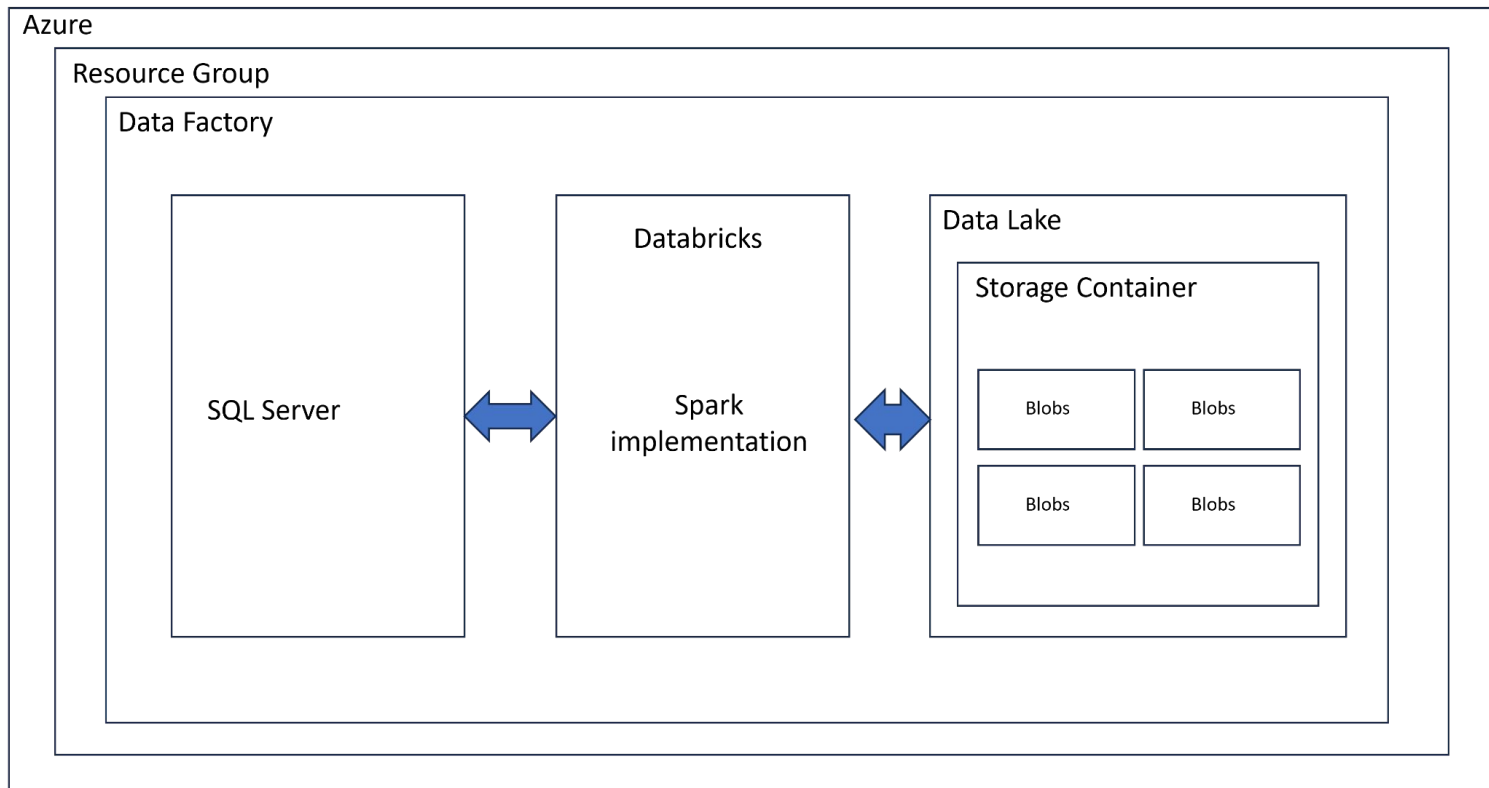 Azure
Resource Group
Data Factory
Databricks
Data Lake
Storage Container
SQL Server
Spark
implementation
Blobs
Blobs
Blobs
Blobs